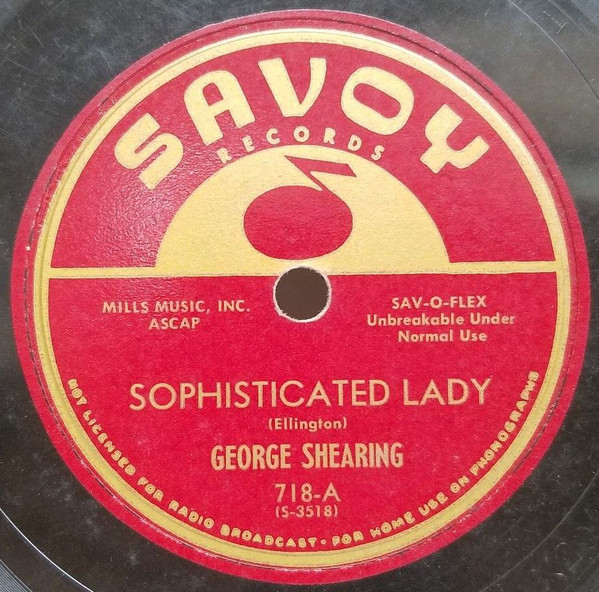 SAVOY
RECORDS
MILLS MUSIC, INC.
ASCAP
SAV-O-FLEX
Unbreakable Under
Normal Use
SOPHISTICATED LADY
(Ellington)
GEORGE SHEARING
718-A
(S-3518)
NOT LICENSED FOR RADIO BROADCAST • FOR HOME USE ON PHONOGRAPHS